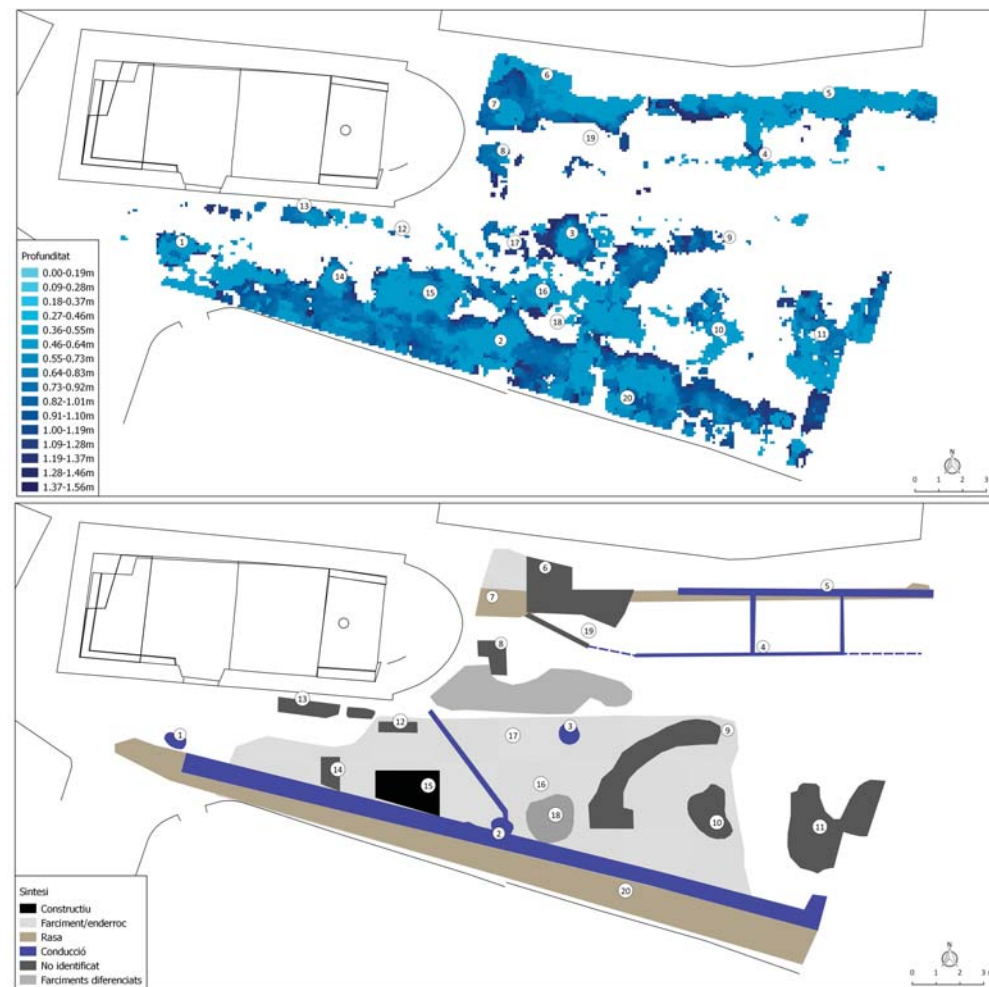 6
7
5
19
8
4
13
12
1
17
3
9
14
15
16
18
2
10
11
20
Profunditat
0.00-0.19m
0.09-0.28m
0.18-0.37m
0.27-0.46m
0.36-0.55m
0.46-0.64m
0.55-0.73m
0.64-0.83m
0.73-0.92m
0.82-1.01m
0.91-1.10m
1.00-1.19m
1.09-1.28m
1.19-1.37m
1.28-1.46m
1.37-1.56m
N
0 1 2 3
6
7
5
19
8
4
13
12
1
17
3
9
14
15
16
18
2
10
11
20
Síntesi
Constructiu
Farciment/enderroc
Rasa
Conducció
No identificat
Farciments diferenciats
N
0 1 2 3